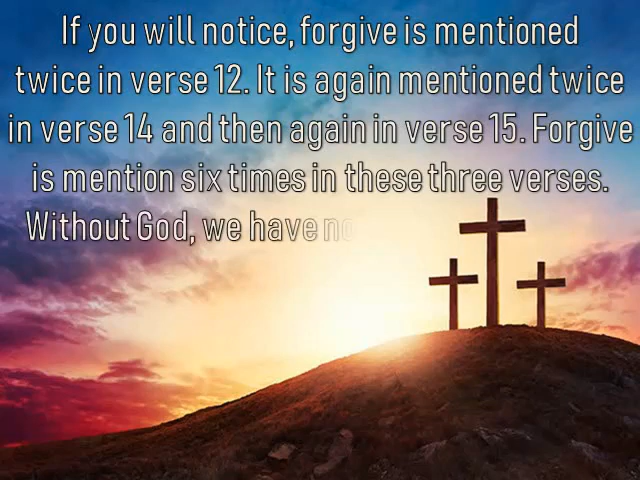 If you will notice, forgive is mentioned
twice in verse 12. It is again mentioned twice
in verse 14 and then again in verse 15. Forgive
is mention six times in these three verses.
Without God, we have no